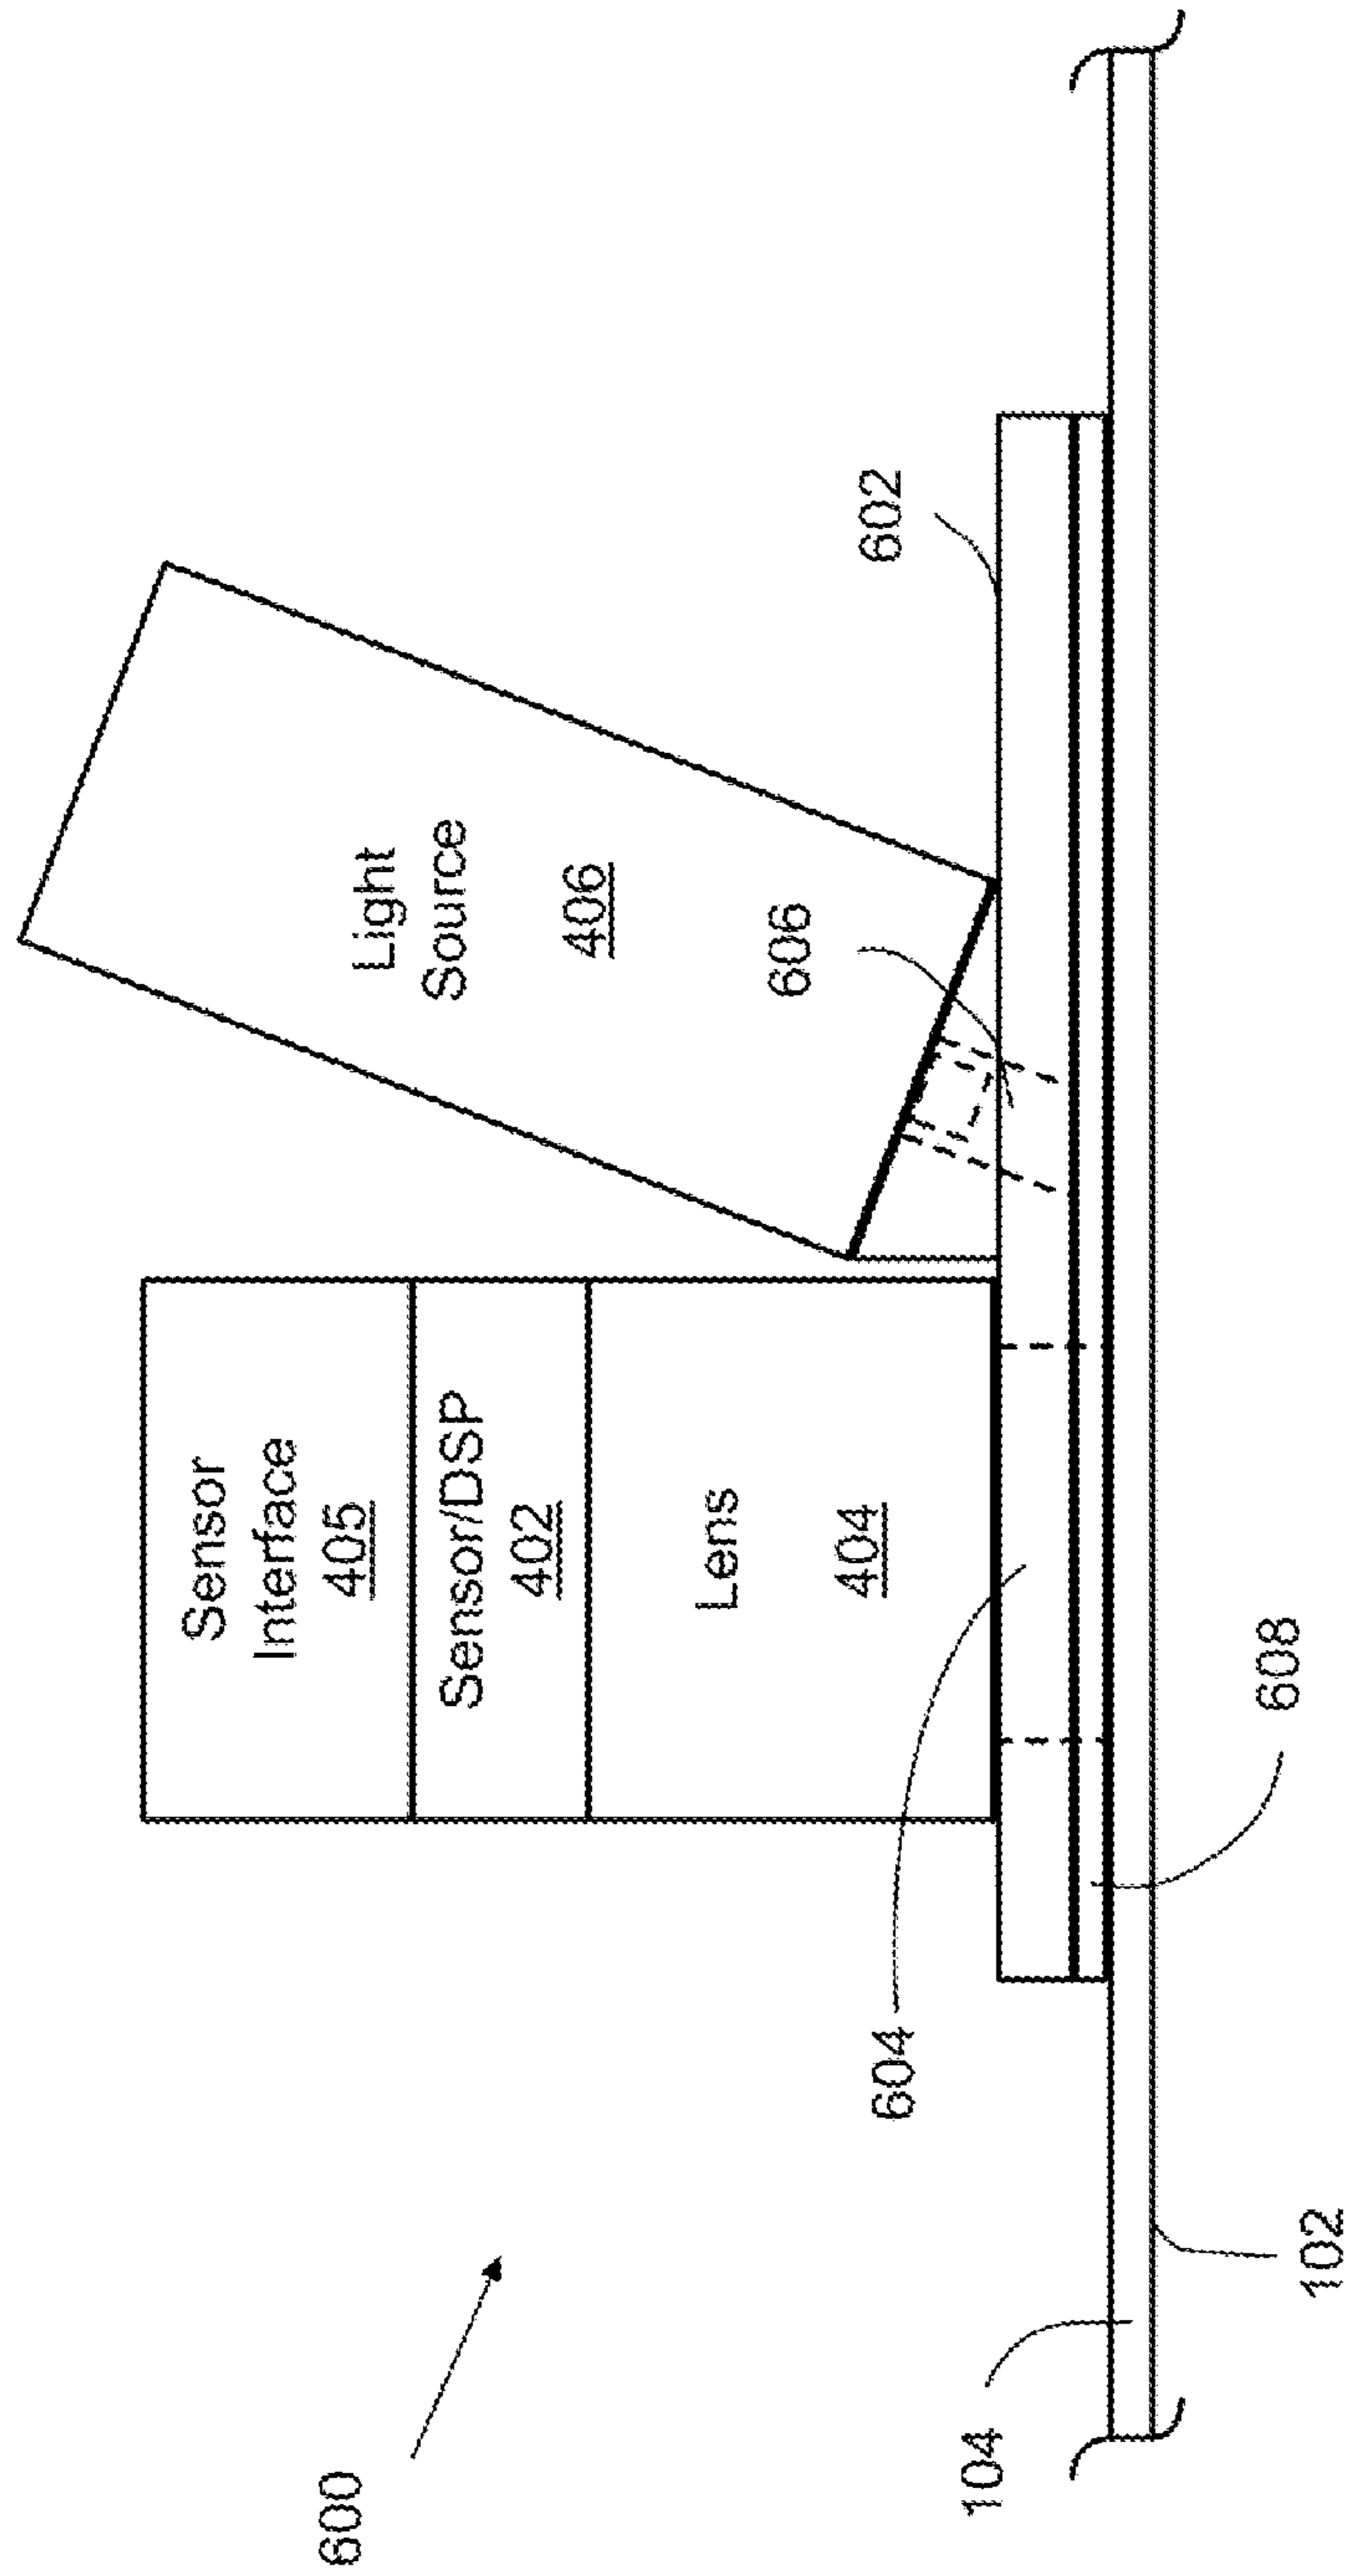 600
Sensor
Interface
405
Sensor/DSP
402
Lens
404
Light
Source
406
606
602
604
608
104
102